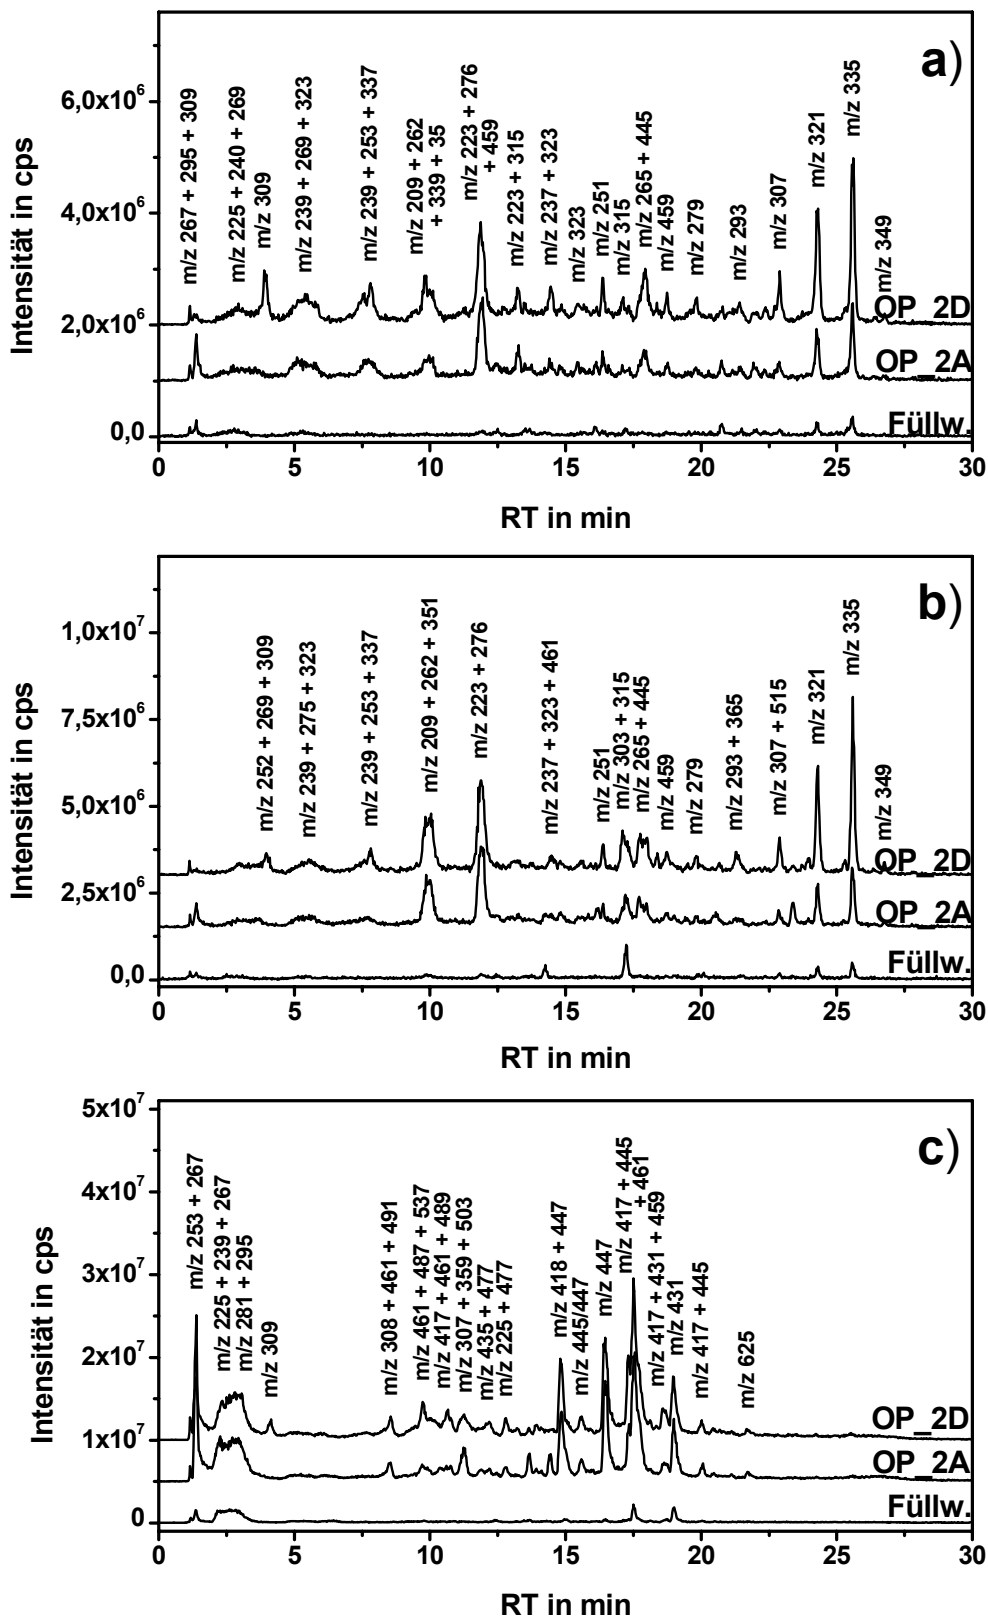 a)
Intensität in cps
6,0x10⁶
4,0x10⁶
2,0x10⁶
0,0
m/z 267 + 295 + 309
m/z 225 + 240 + 269
m/z 309
m/z 239 + 269 + 323
m/z 239 + 253 + 337
m/z 209 + 262
+ 339 + 35
m/z 223 + 276
+ 459
m/z 223 + 315
m/z 237 + 323
m/z 323
m/z 251
m/z 315
m/z 265 + 445
m/z 459
m/z 279
m/z 293
m/z 307
m/z 321
m/z 335
m/z 349
OP_2D
OP_2A
Füllw.
0 5 10 15 20 25 30
RT in min
b)
Intensität in cps
1,0x10⁷
7,5x10⁶
5,0x10⁶
2,5x10⁶
0,0
m/z 252 + 269 + 309
m/z 239 + 275 + 323
m/z 239 + 253 + 337
m/z 209 + 262 + 351
m/z 223 + 276
m/z 237 + 323 + 461
m/z 251
m/z 303 + 315
m/z 265 + 445
m/z 459
m/z 279
m/z 293 + 365
m/z 307 + 515
m/z 321
m/z 335
m/z 349
OP_2D
OP_2A
Füllw.
0 5 10 15 20 25 30
RT in min
c)
Intensität in cps
5x10⁷
4x10⁷
3x10⁷
2x10⁷
1x10⁷
0
m/z 253 + 267
m/z 225 + 239 + 267
m/z 281 + 295
m/z 309
m/z 308 + 461 + 491
m/z 461 + 487 + 537
m/z 417 + 461 + 489
m/z 307 + 359 + 503
m/z 435 + 477
m/z 225 + 477
m/z 418 + 447
m/z 445/447
m/z 447
m/z 417 + 445
+ 461
m/z 417 + 431 + 459
m/z 431
m/z 417 + 445
m/z 625
OP_2D
OP_2A
Füllw.
0 5 10 15 20 25 30
RT in min